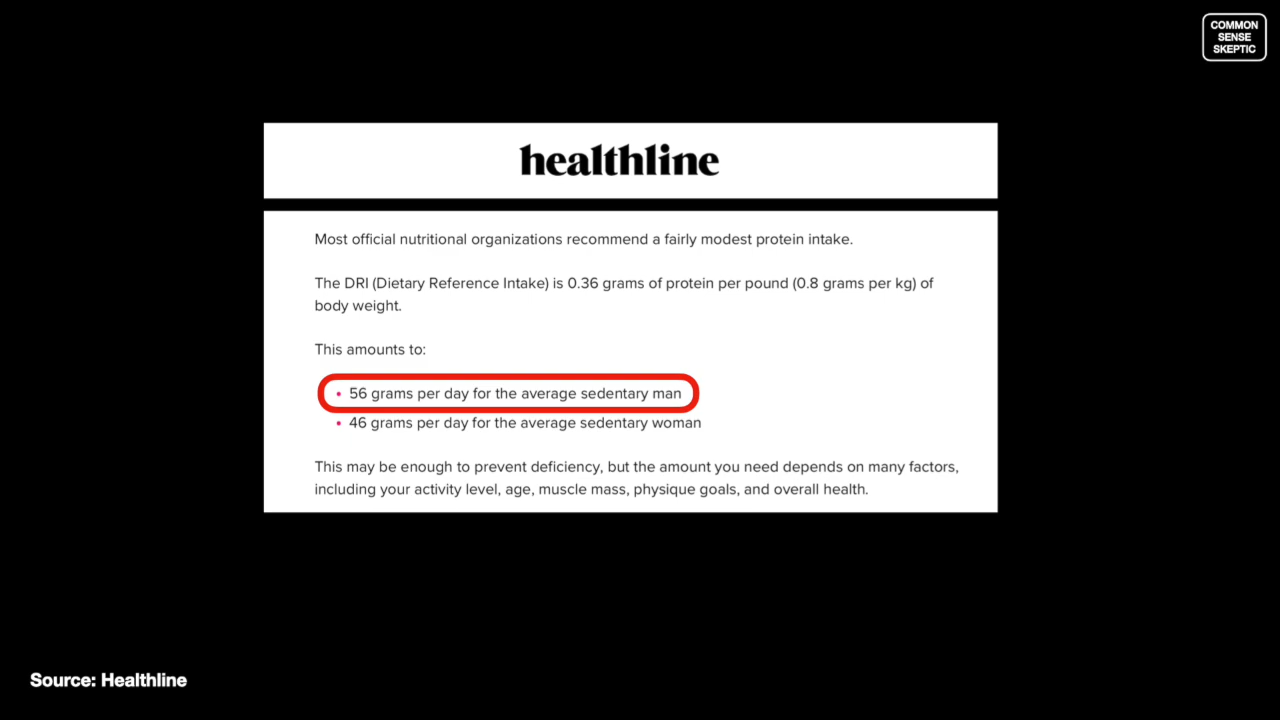 COMMON
SENSE
SKEPTIC
healthline
Most official nutritional organizations recommend a fairly modest protein intake.
The DRI (Dietary Reference Intake) is 0.36 grams of protein per pound (0.8 grams per kg) of
body weight.
This amounts to:
• 56 grams per day for the average sedentary man
• 46 grams per day for the average sedentary woman
This may be enough to prevent deficiency, but the amount you need depends on many factors,
including your activity level, age, muscle mass, physique goals, and overall health.
Source: Healthline